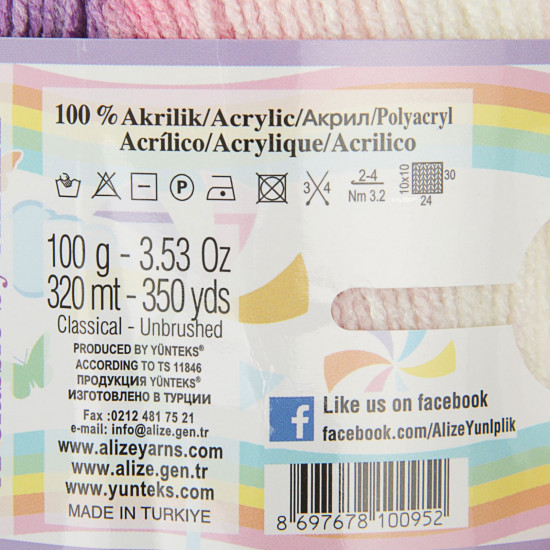 100 % Akrilik/Acrylic/Акрил/Polyacryl
Acrílico/Acrylique/Acrilico
P
3 4
2-4
Nm 3.2
10x10
30
24
100 g - 3.53 Oz
320 mt - 350 yds
Classical - Unbrushed
PRODUCED BY YÜNTEKS®
ACCORDING TO TS 11846
ПРОДУКЦИЯ YÜNTEKS®
ИЗГОТОВЛЕНО В ТУРЦИИ
Fax :0212 481 75 21
e-mail: info@alize.gen.tr
www.alizeyarns.com
www.alize.gen.tr
www.yunteks.com
MADE IN TURKIYE
f Like us on facebook
facebook.com/AlizeYunIplik
8 697678 100952